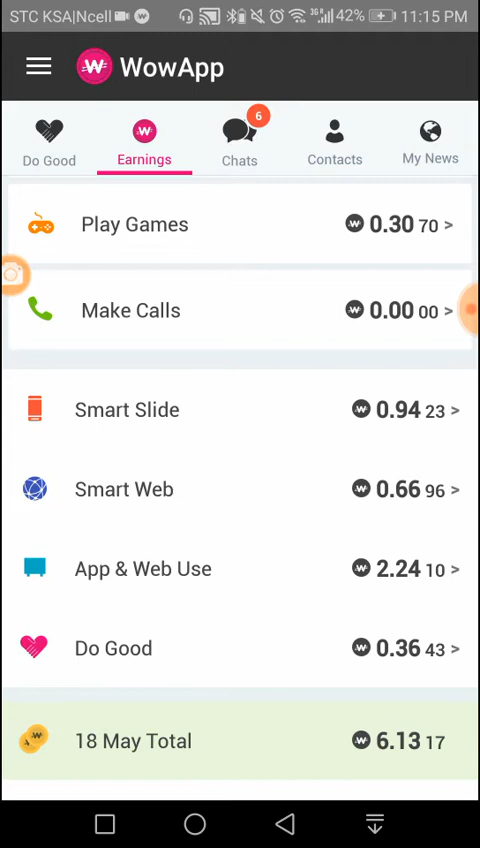 STC KSA|Ncell 3G 42% 11:15 PM
WowApp
6
Do Good Earnings Chats Contacts My News
Play Games 0.30 70 >
Make Calls 0.00 00 >
Smart Slide 0.94 23 >
Smart Web 0.66 96 >
App & Web Use 2.24 10 >
Do Good 0.36 43 >
18 May Total 6.13 17